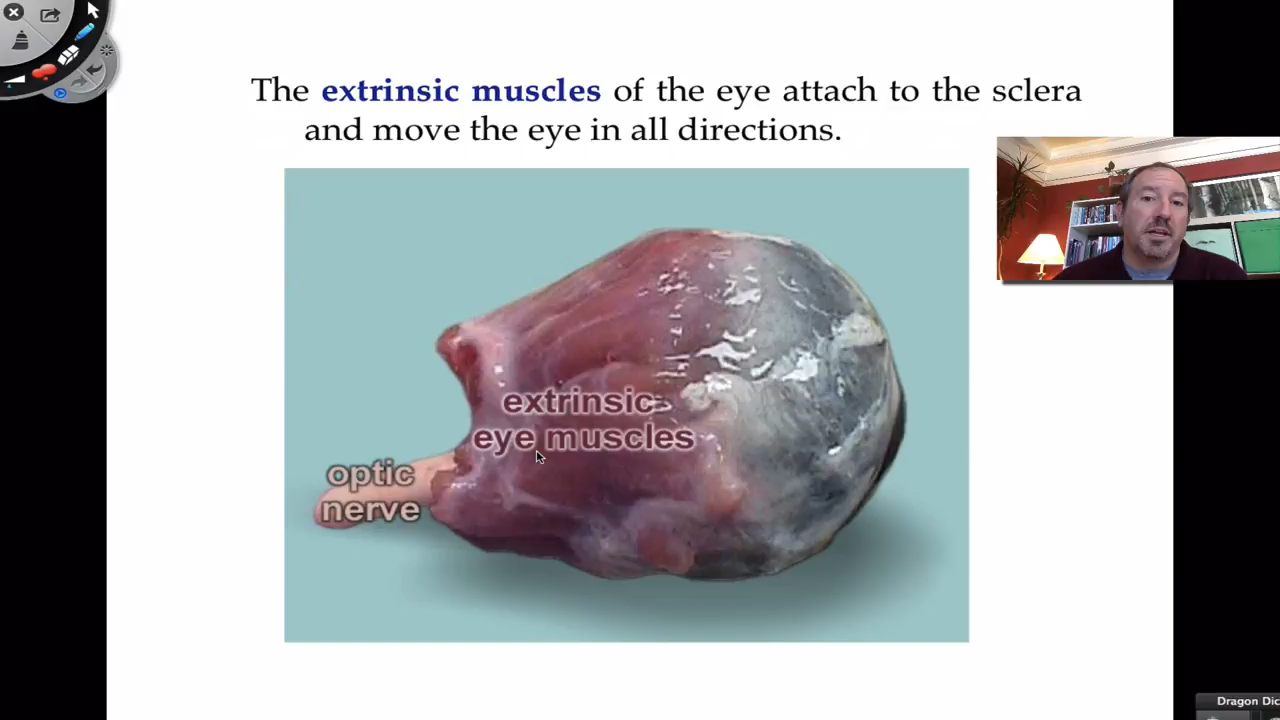 The extrinsic muscles of the eye attach to the sclera
and move the eye in all directions.
extrinsic
eye muscles
optic
nerve
Dragon Dic